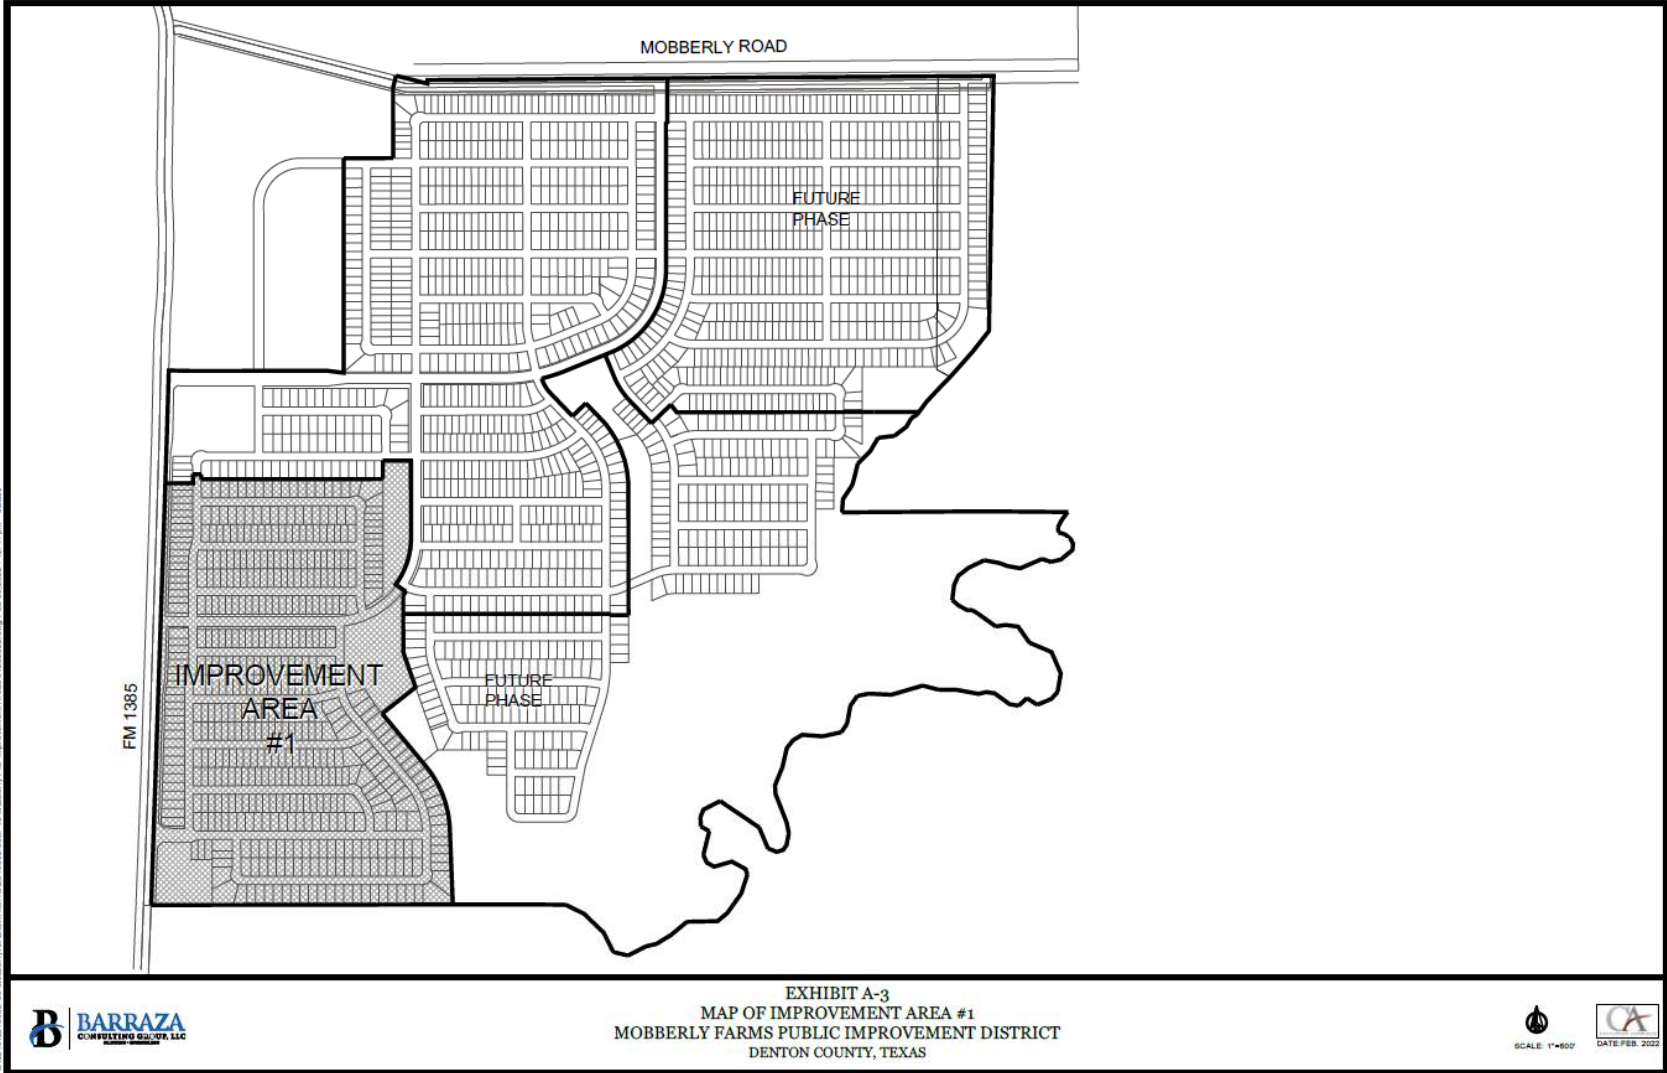 MOBBERLY ROAD
FUTURE
PHASE
FM 1385
IMPROVEMENT
AREA
#1
FUTURE
PHASE
B
BARRAZA
CONSULTING GROUP, LLC
EXHIBIT A-3
MAP OF IMPROVEMENT AREA #1
MOBBERLY FARMS PUBLIC IMPROVEMENT DISTRICT
DENTON COUNTY, TEXAS
SCALE: 1"=600'
DATE:FEB. 2022